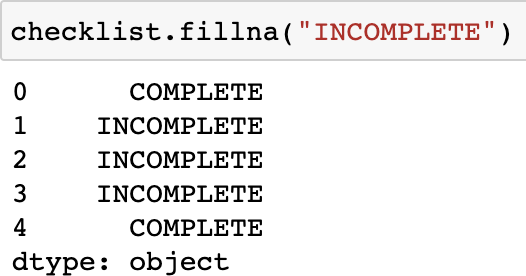 checklist.fillna("INCOMPLETE")
0 COMPLETE
1 INCOMPLETE
2 INCOMPLETE
3 INCOMPLETE
4 COMPLETE
dtype: object